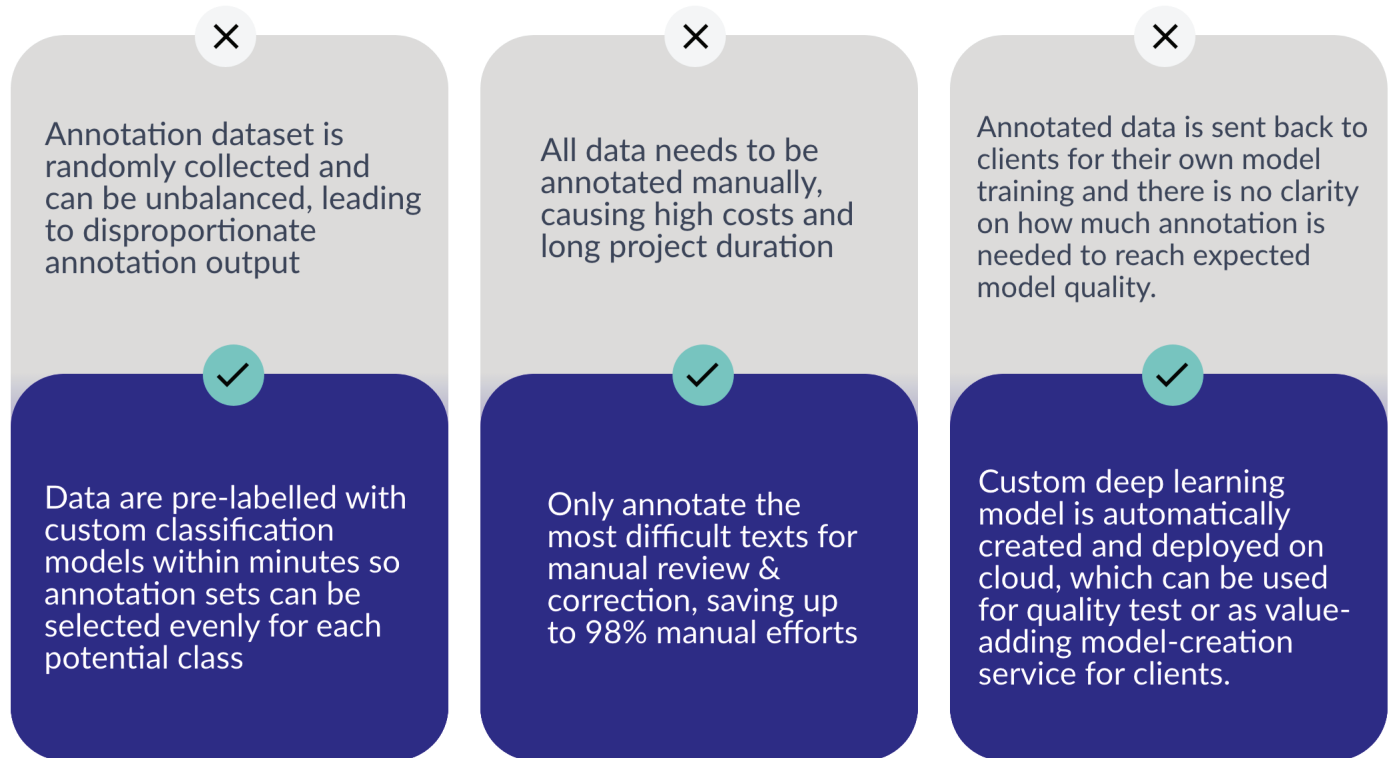 Annotation dataset is
randomly collected and
can be unbalanced, leading
to disproportionate
annotation output
Data are pre-labelled with
custom classification
models within minutes so
annotation sets can be
selected evenly for each
potential class
All data needs to be
annotated manually,
causing high costs and
long project duration
Only annotate the
most difficult texts for
manual review &
correction, saving up
to 98% manual efforts
Annotated data is sent back to
clients for their own model
training and there is no clarity
on how much annotation is
needed to reach expected
model quality.
Custom deep learning
model is automatically
created and deployed on
cloud, which can be used
for quality test or as value-
adding model-creation
service for clients.